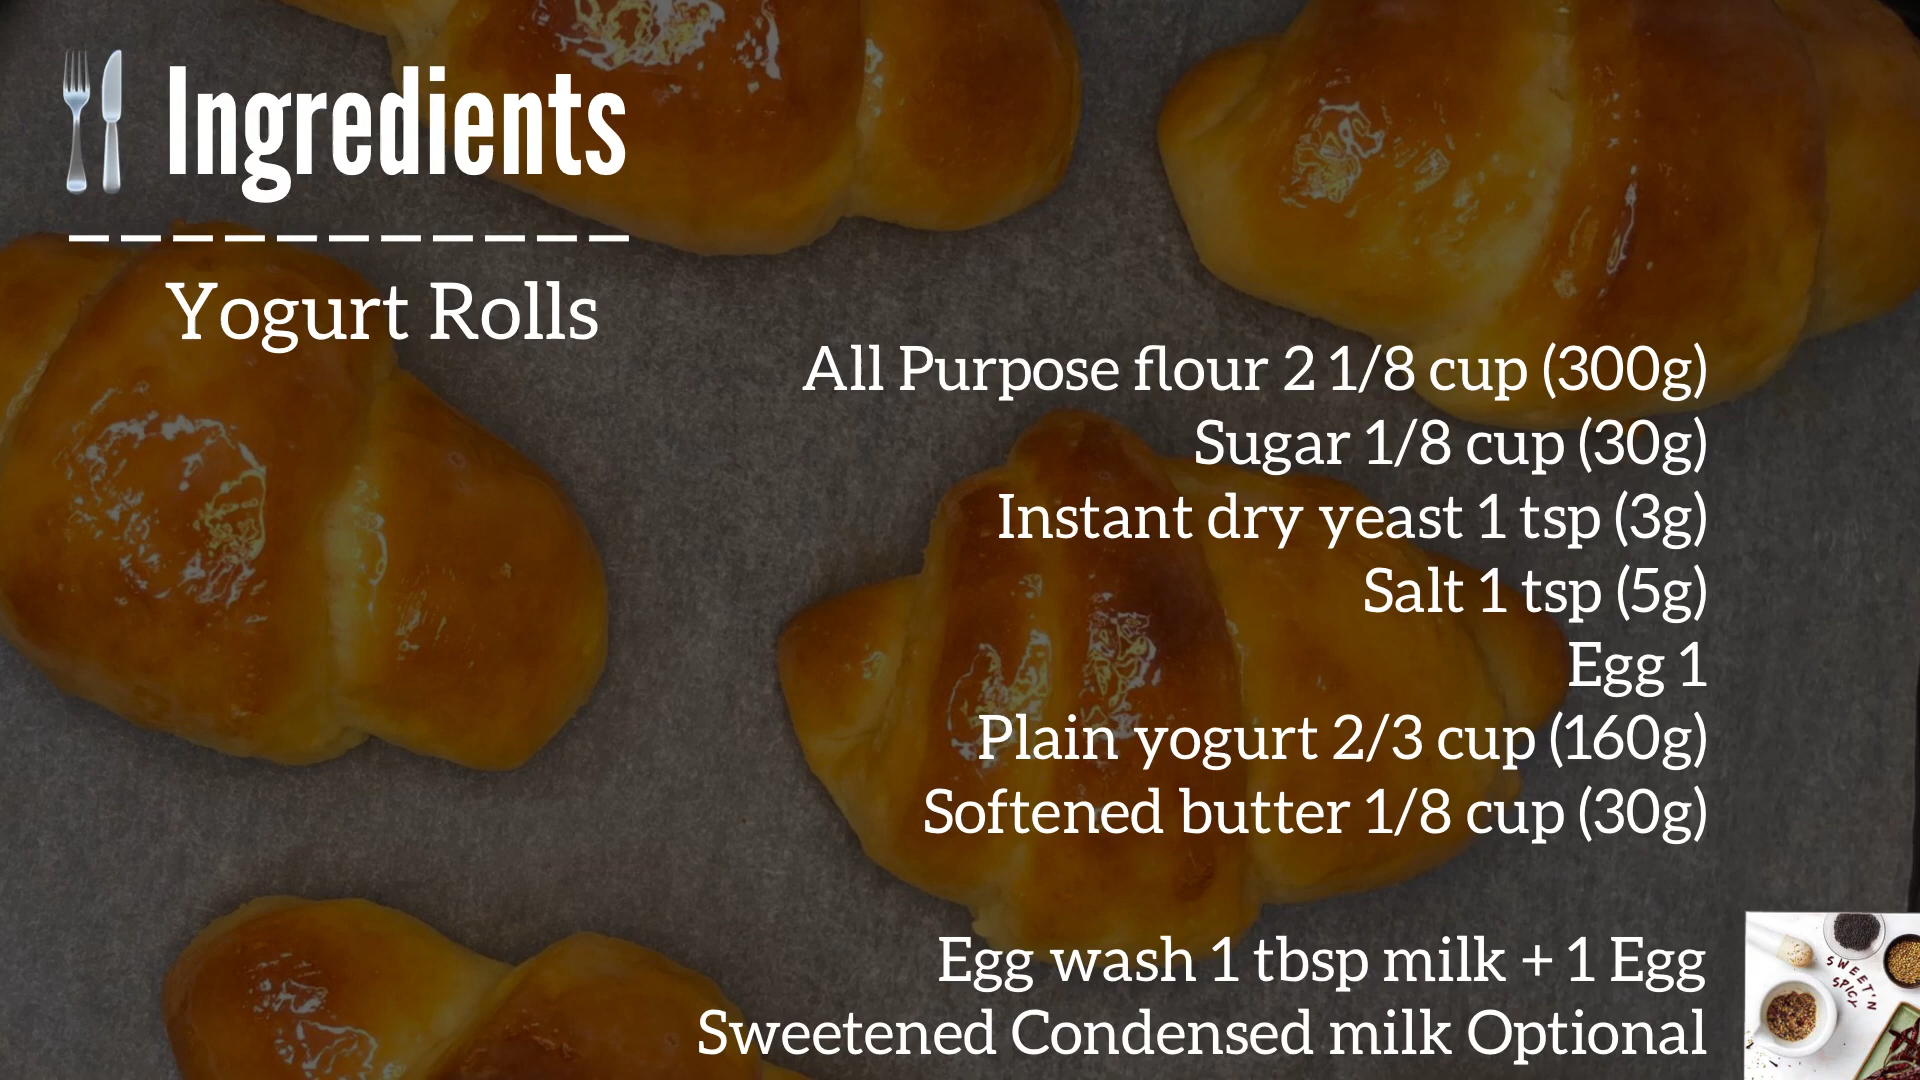 Ingredients
Yogurt Rolls
All Purpose flour 2 1/8 cup (300g)
Sugar 1/8 cup (30g)
Instant dry yeast 1 tsp (3g)
Salt 1 tsp (5g)
Egg 1
Plain yogurt 2/3 cup (160g)
Softened butter 1/8 cup (30g)
Egg wash 1 tbsp milk + 1 Egg
Sweetened Condensed milk Optional
SWEET'N
SPICY